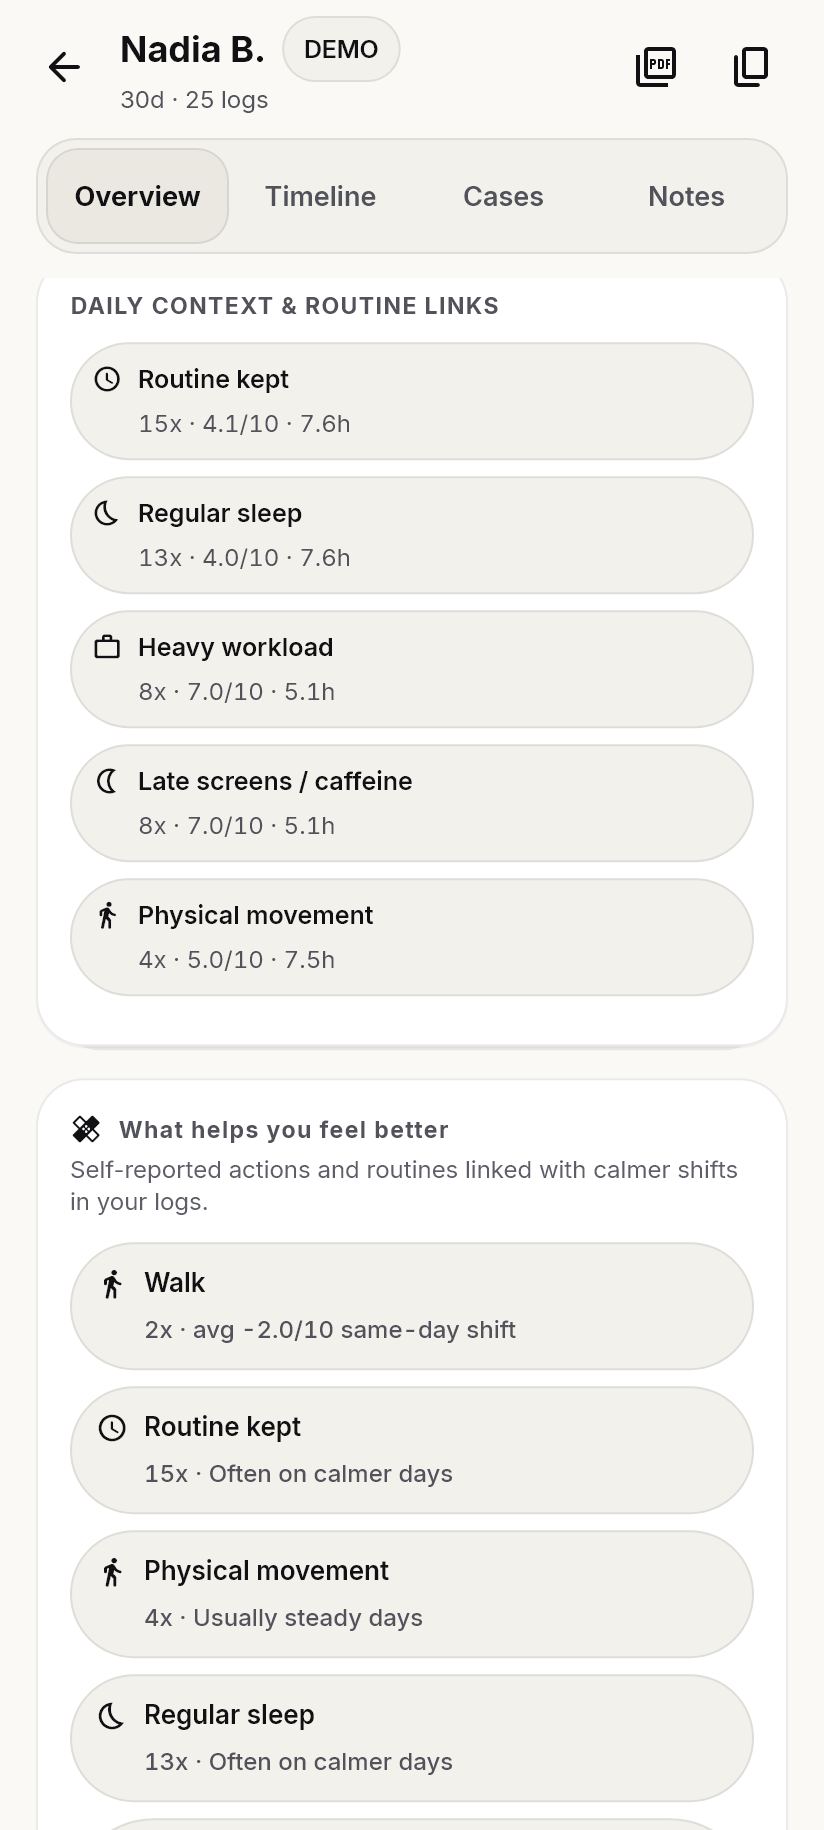 Nadia B.
DEMO
30d · 25 logs
PDF
Overview
Timeline
Cases
Notes
DAILY CONTEXT & ROUTINE LINKS
Routine kept
15x · 4.1/10 · 7.6h
Regular sleep
13x · 4.0/10 · 7.6h
Heavy workload
8x · 7.0/10 · 5.1h
Late screens / caffeine
8x · 7.0/10 · 5.1h
Physical movement
4x · 5.0/10 · 7.5h
What helps you feel better
Self-reported actions and routines linked with calmer shifts
in your logs.
Walk
2x · avg -2.0/10 same-day shift
Routine kept
15x · Often on calmer days
Physical movement
4x · Usually steady days
Regular sleep
13x · Often on calmer days